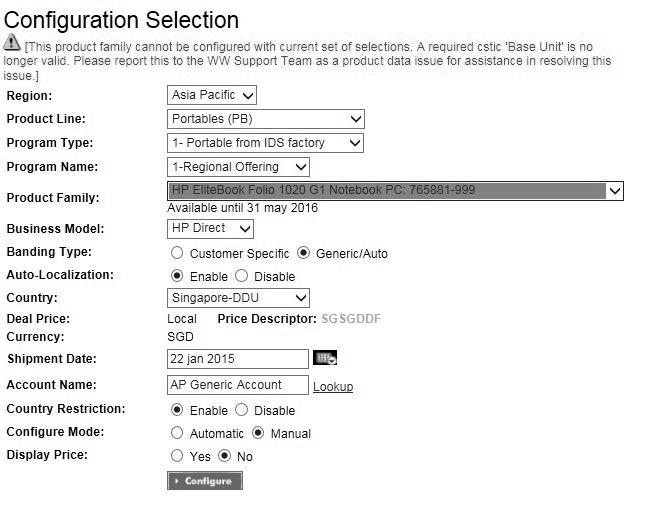 Configuration Selection
[This product family cannot be configured with current set of selections. A required cstic 'Base Unit' is no
longer valid. Please report this to the WW Support Team as a product data issue for assistance in resolving this
issue.]
Region: Asia Pacific
Product Line: Portables (PB)
Program Type: 1- Portable from IDS factory
Program Name: 1-Regional Offering
Product Family: HP EliteBook Folio 1020 G1 Notebook PC: 765881-999
Available until 31 may 2016
Business Model: HP Direct
Banding Type: Customer Specific Generic/Auto
Auto-Localization: Enable Disable
Country: Singapore-DDU
Deal Price: Local Price Descriptor: SGSGDDF
Currency: SGD
Shipment Date: 22 jan 2015
Account Name: AP Generic Account Lookup
Country Restriction: Enable Disable
Configure Mode: Automatic Manual
Display Price: Yes No
Configure